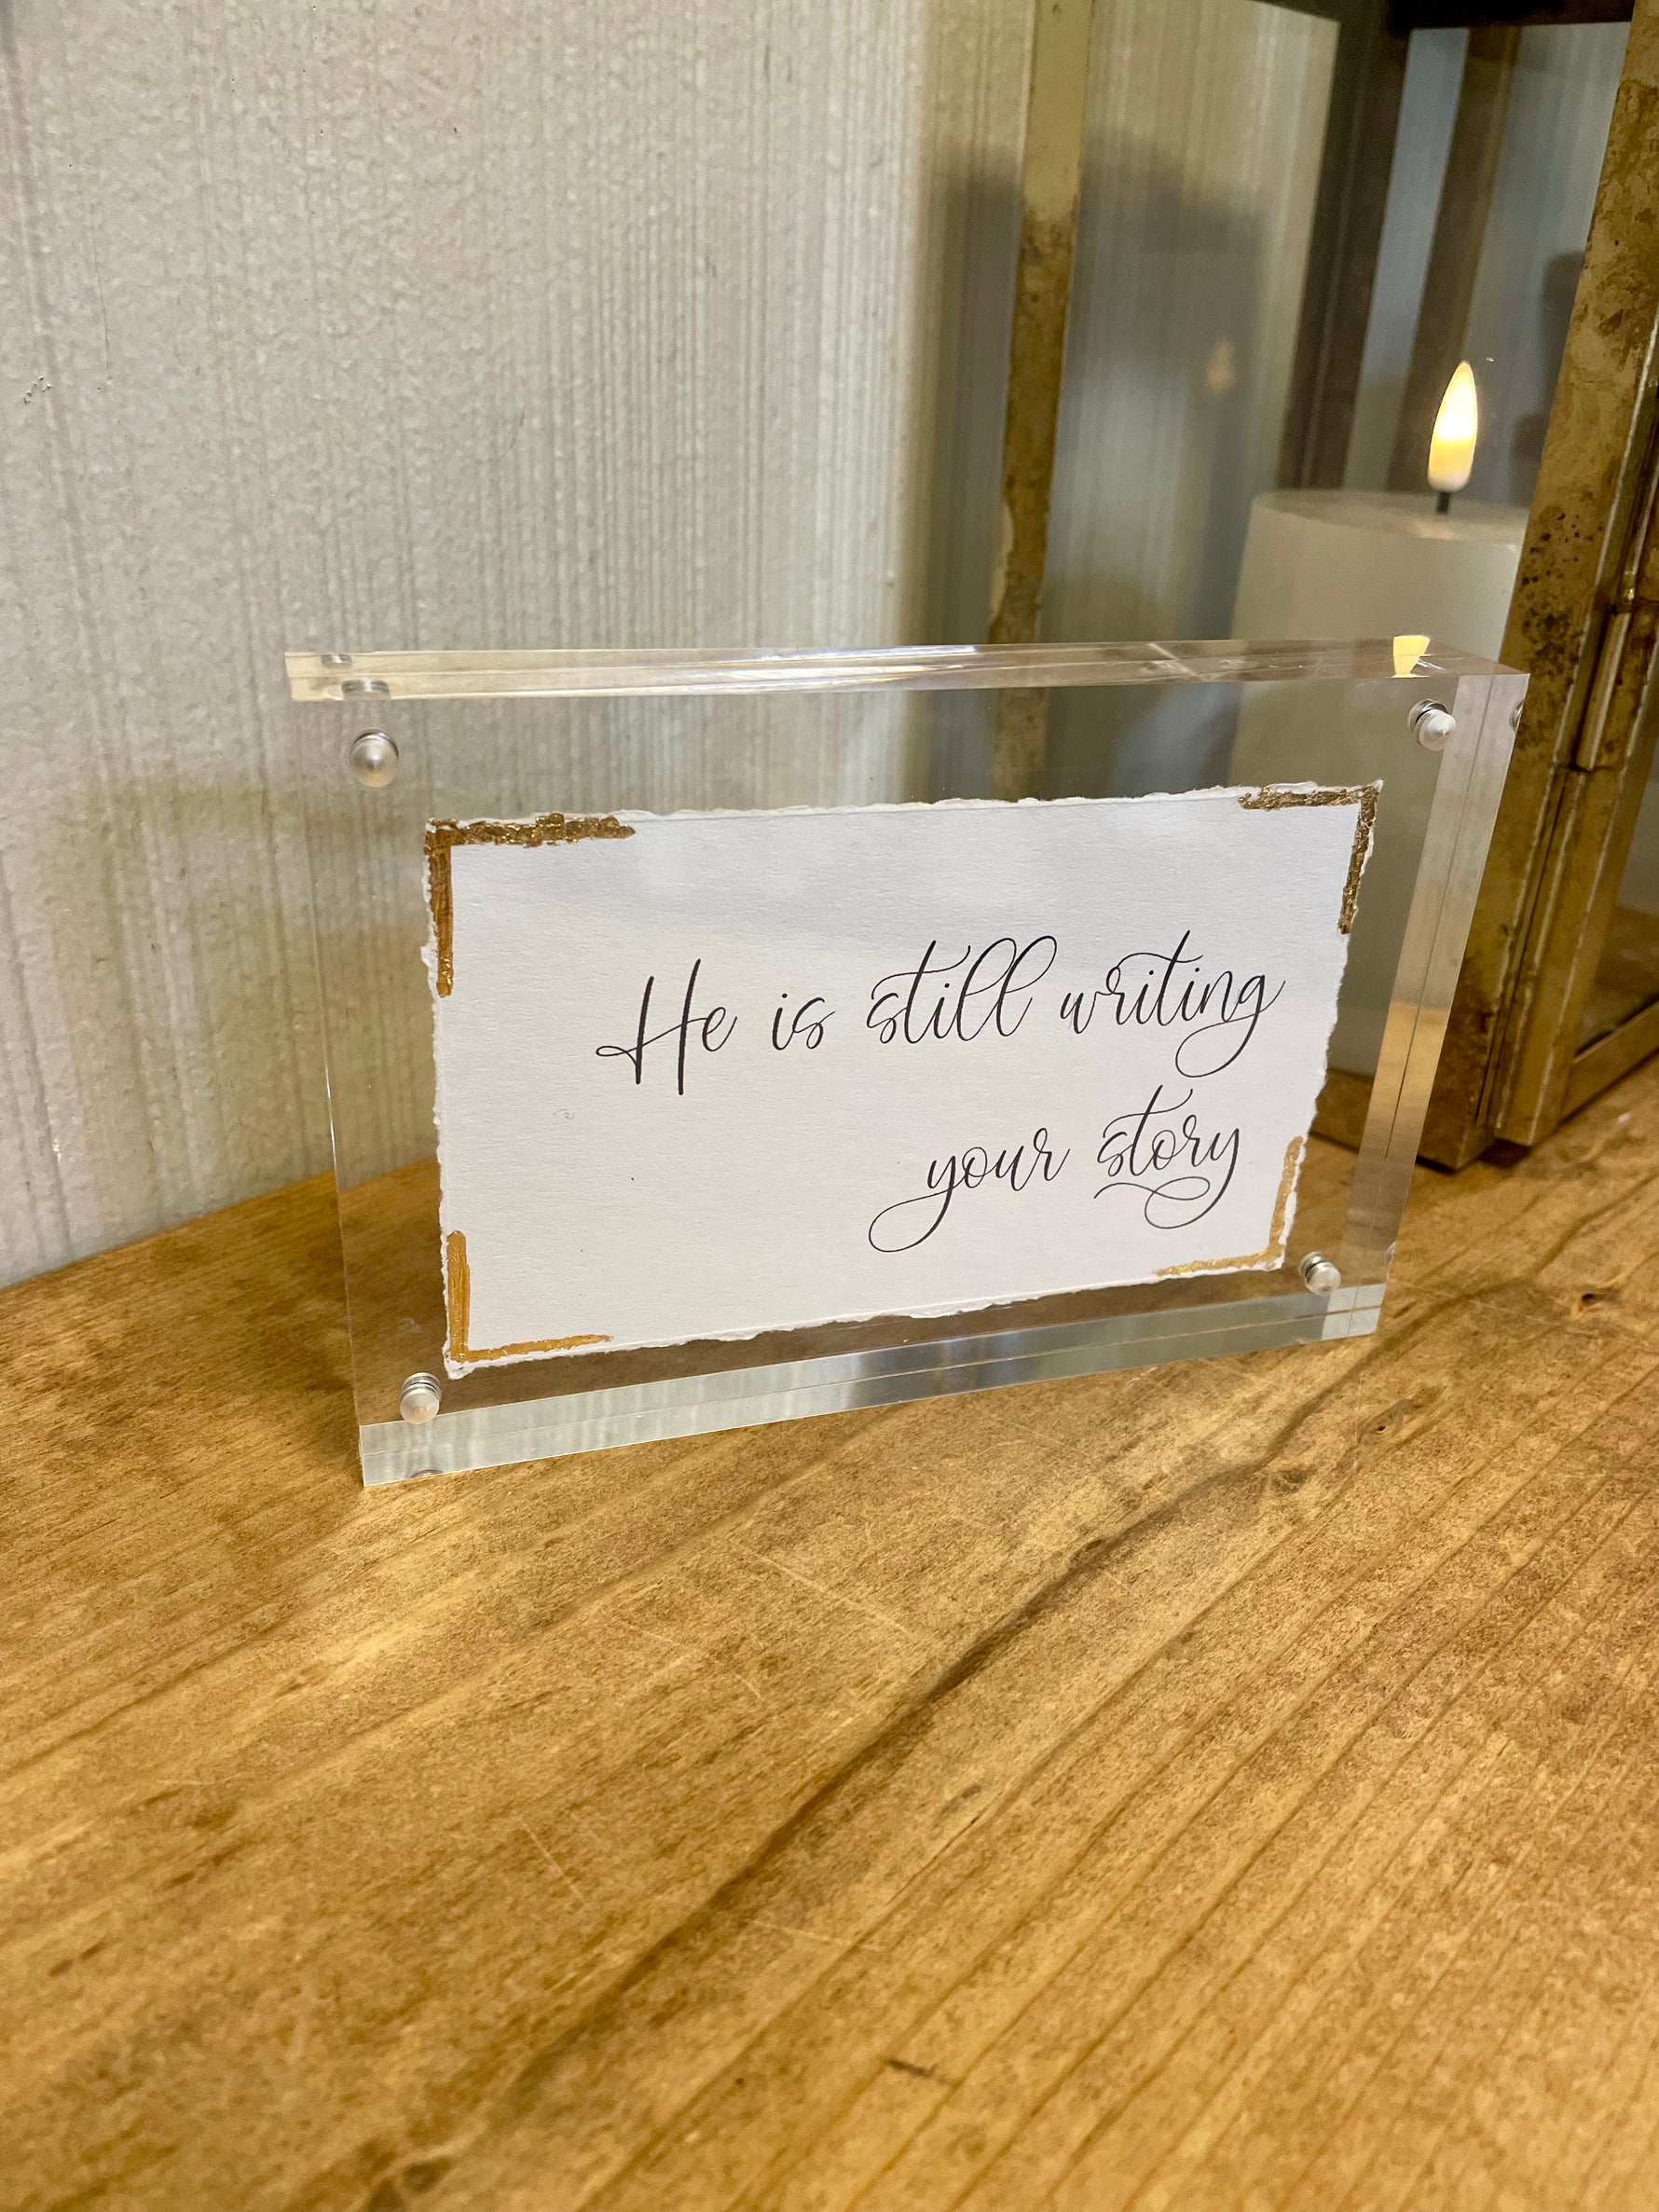 He is still writing
your story